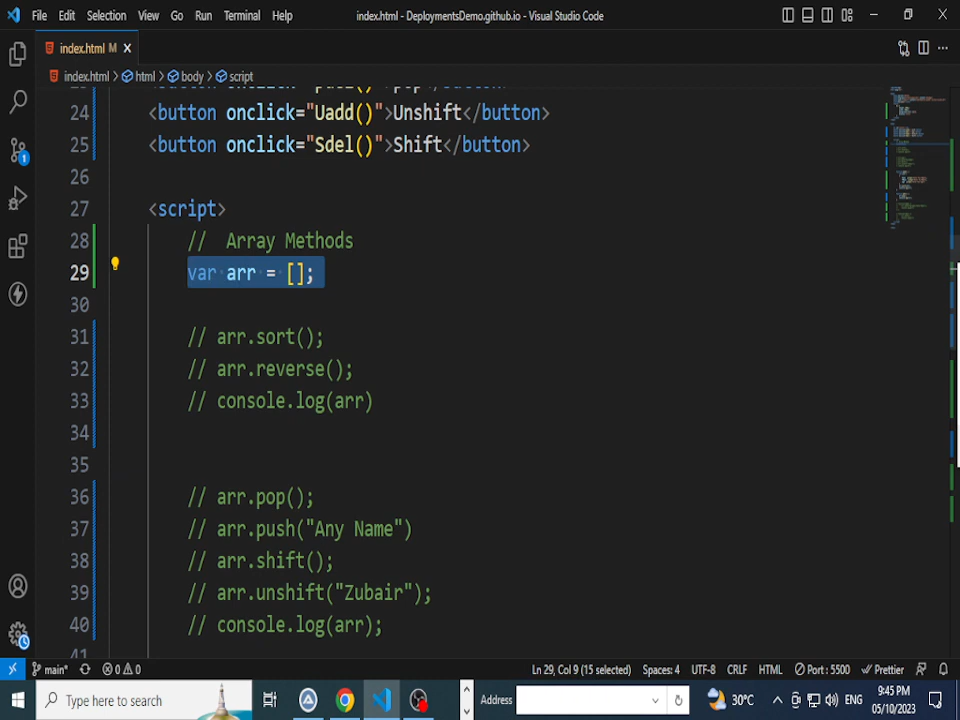 File Edit Selection View Go Run Terminal Help index.html - DeploymentsDemo.github.io - Visual Studio Code
index.html M
index.html > html > body > script
24 <button onclick="Uadd()">Unshift</button>
25 <button onclick="Sdel()">Shift</button>
26
27 <script>
28 // Array Methods
29 var arr = [];
30
31 // arr.sort();
32 // arr.reverse();
33 // console.log(arr)
34
35
36 // arr.pop();
37 // arr.push("Any Name")
38 // arr.shift();
39 // arr.unshift("Zubair");
40 // console.log(arr);
1
main* 0 0 Ln 29, Col 9 (15 selected) Spaces: 4 UTF-8 CRLF HTML Port : 5500 Prettier
Type here to search Address 30°C ENG 9:45 PM
05/10/2023